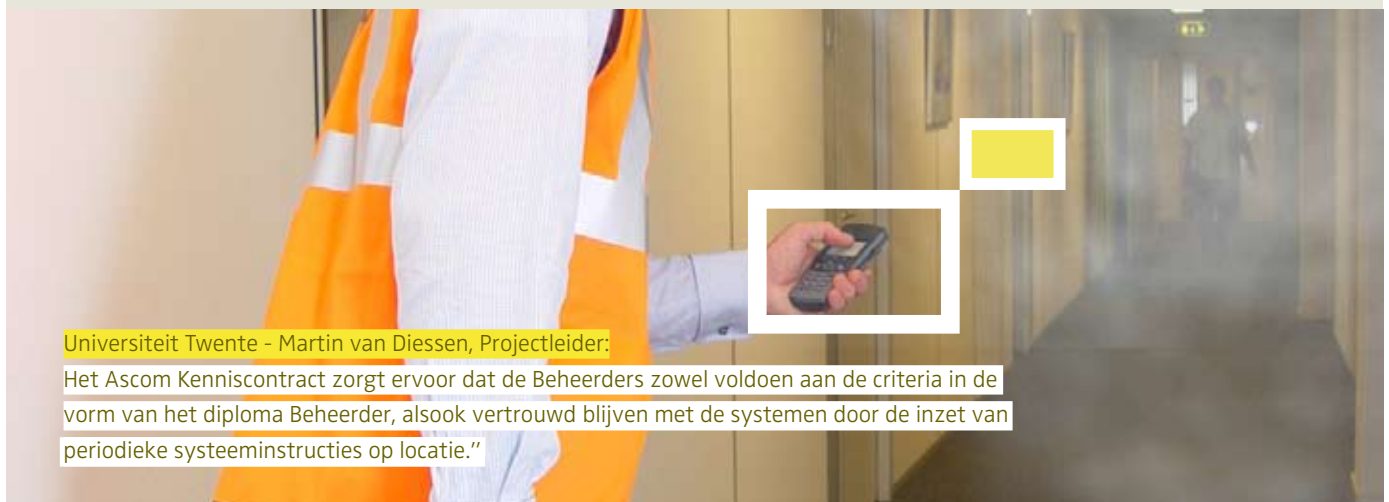 Universiteit Twente - Martin van Diessen, Projectleider:
Het Ascom Kenniscontract zorgt ervoor dat de Beheerders zowel voldoen aan de criteria in de
vorm van het diploma Beheerder, alsook vertrouwd blijven met de systemen door de inzet van
periodieke systeeminstructies op locatie.”